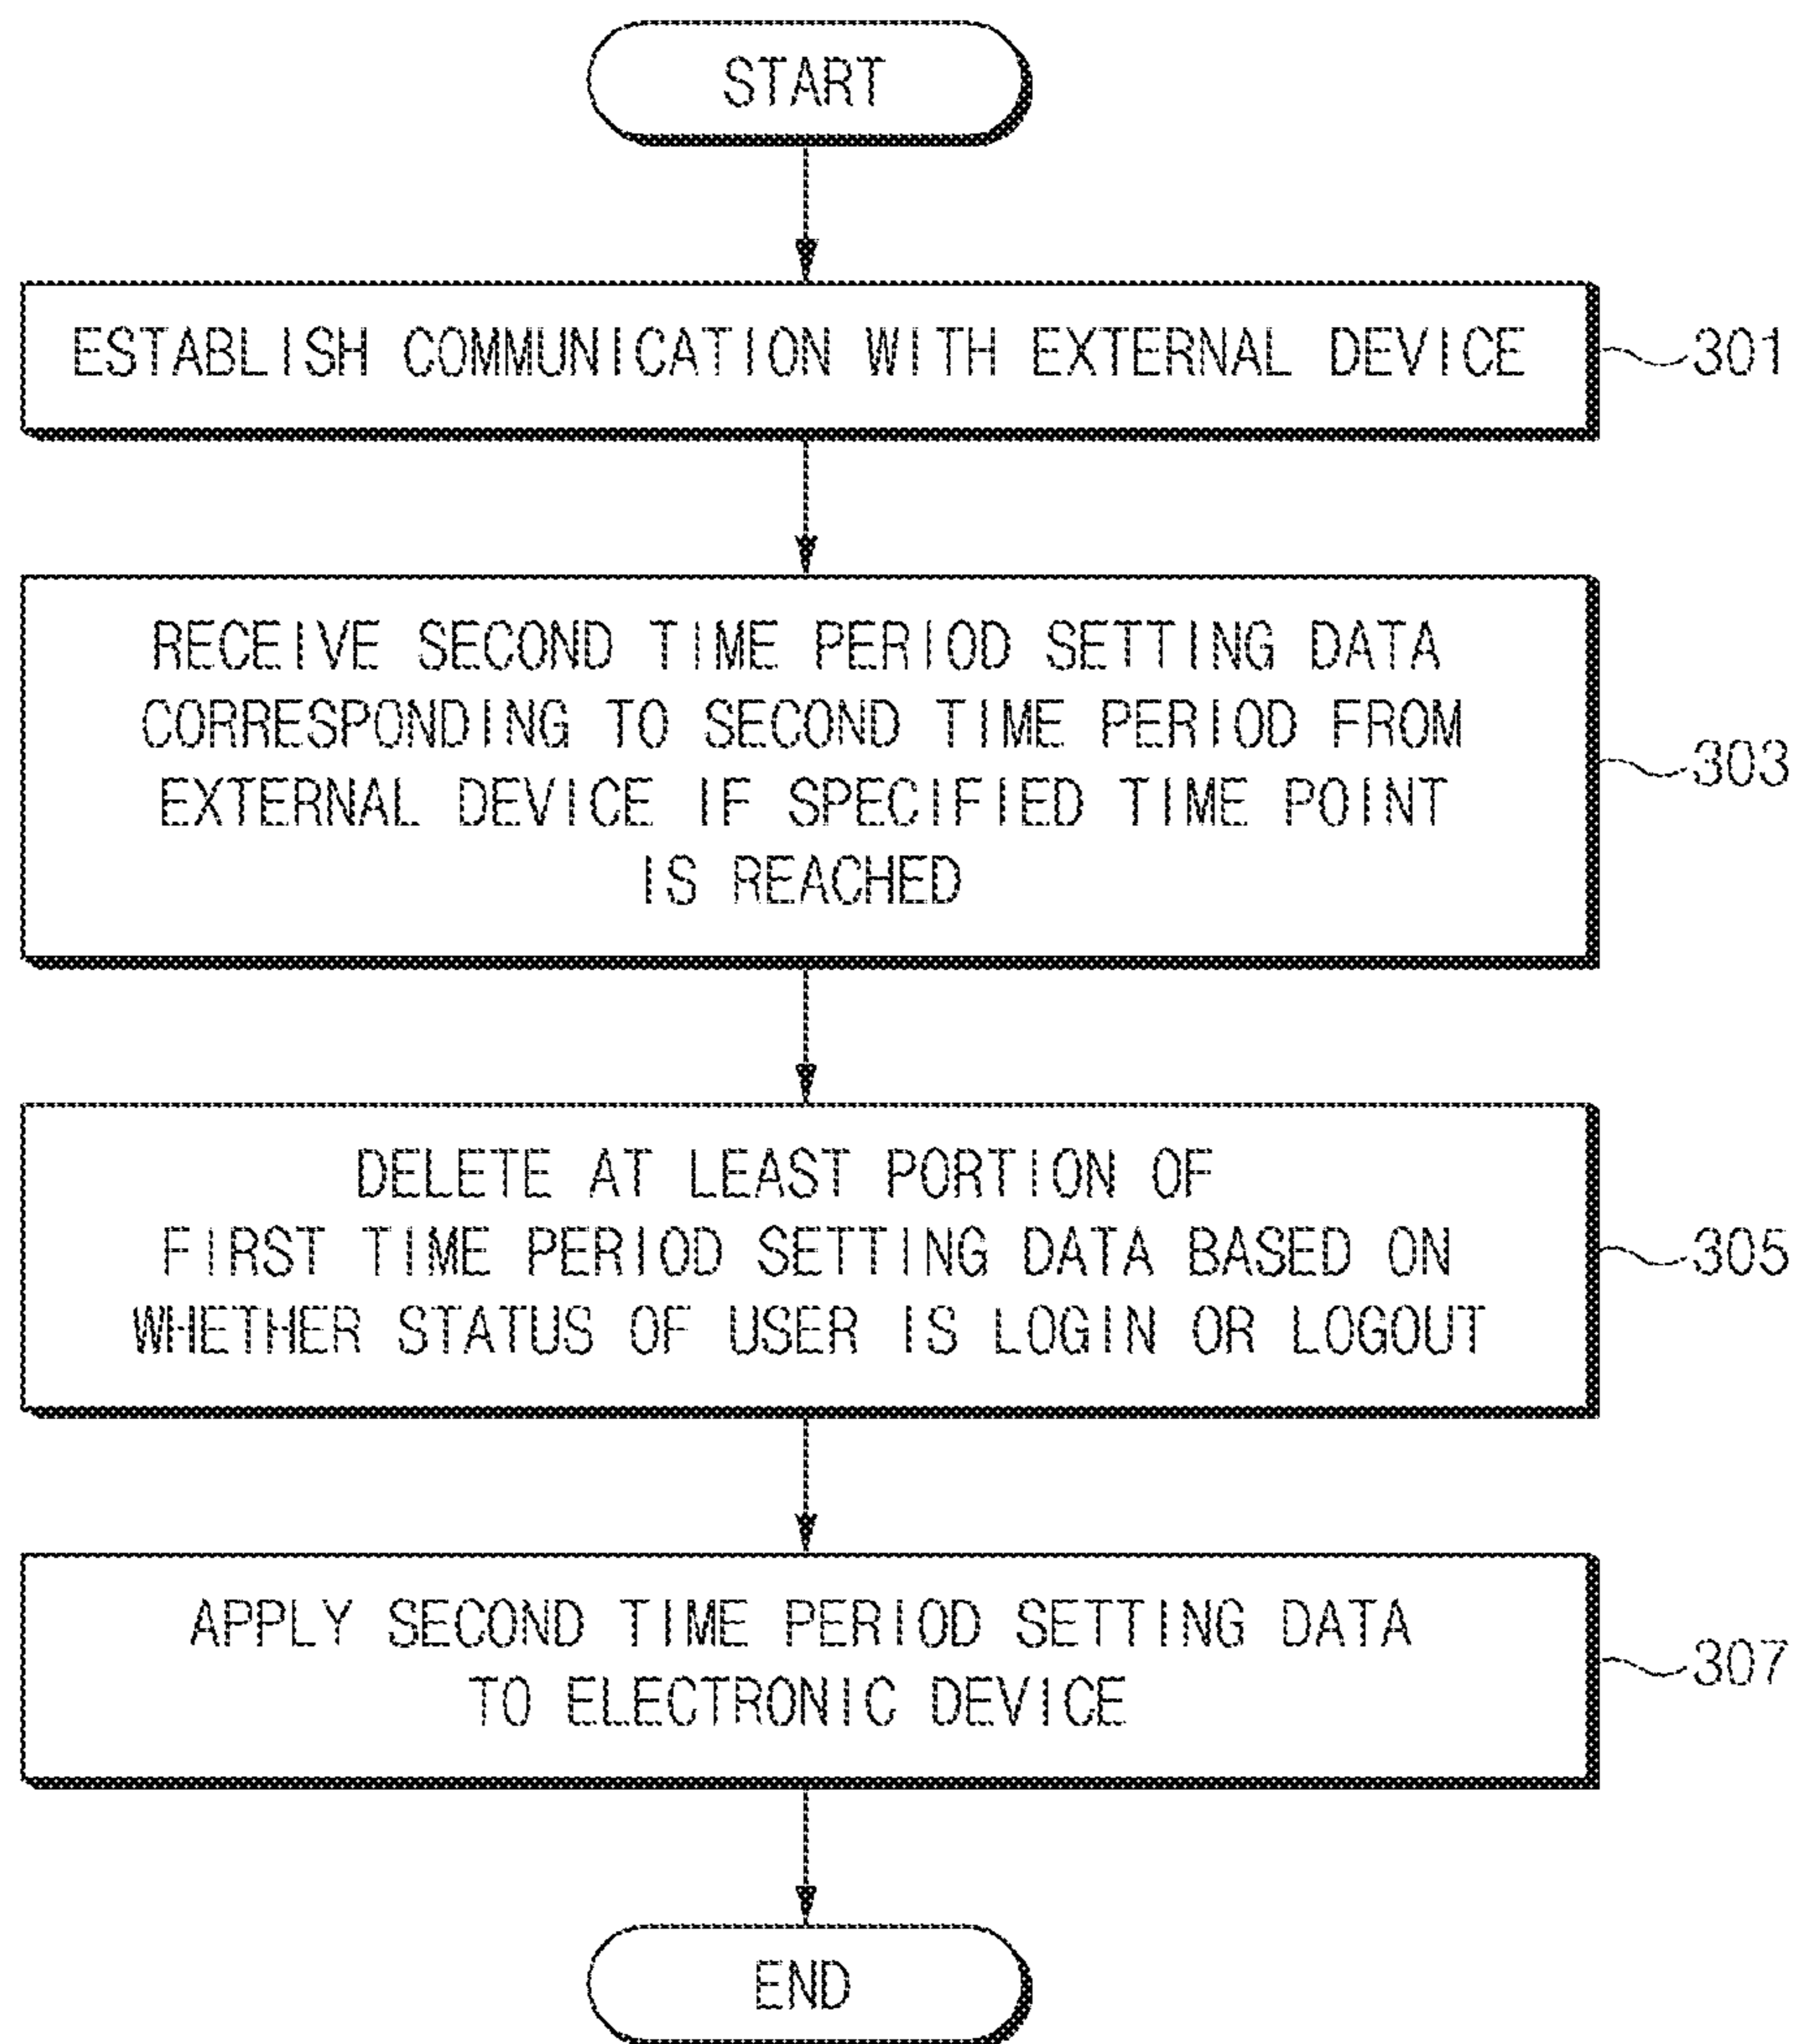 START
ESTABLISH COMMUNICATION WITH EXTERNAL DEVICE
301
RECEIVE SECOND TIME PERIOD SETTING DATA
CORRESPONDING TO SECOND TIME PERIOD FROM
EXTERNAL DEVICE IF SPECIFIED TIME POINT
IS REACHED
303
DELETE AT LEAST PORTION OF
FIRST TIME PERIOD SETTING DATA BASED ON
WHETHER STATUS OF USER IS LOGIN OR LOGOUT
305
APPLY SECOND TIME PERIOD SETTING DATA
TO ELECTRONIC DEVICE
307
END